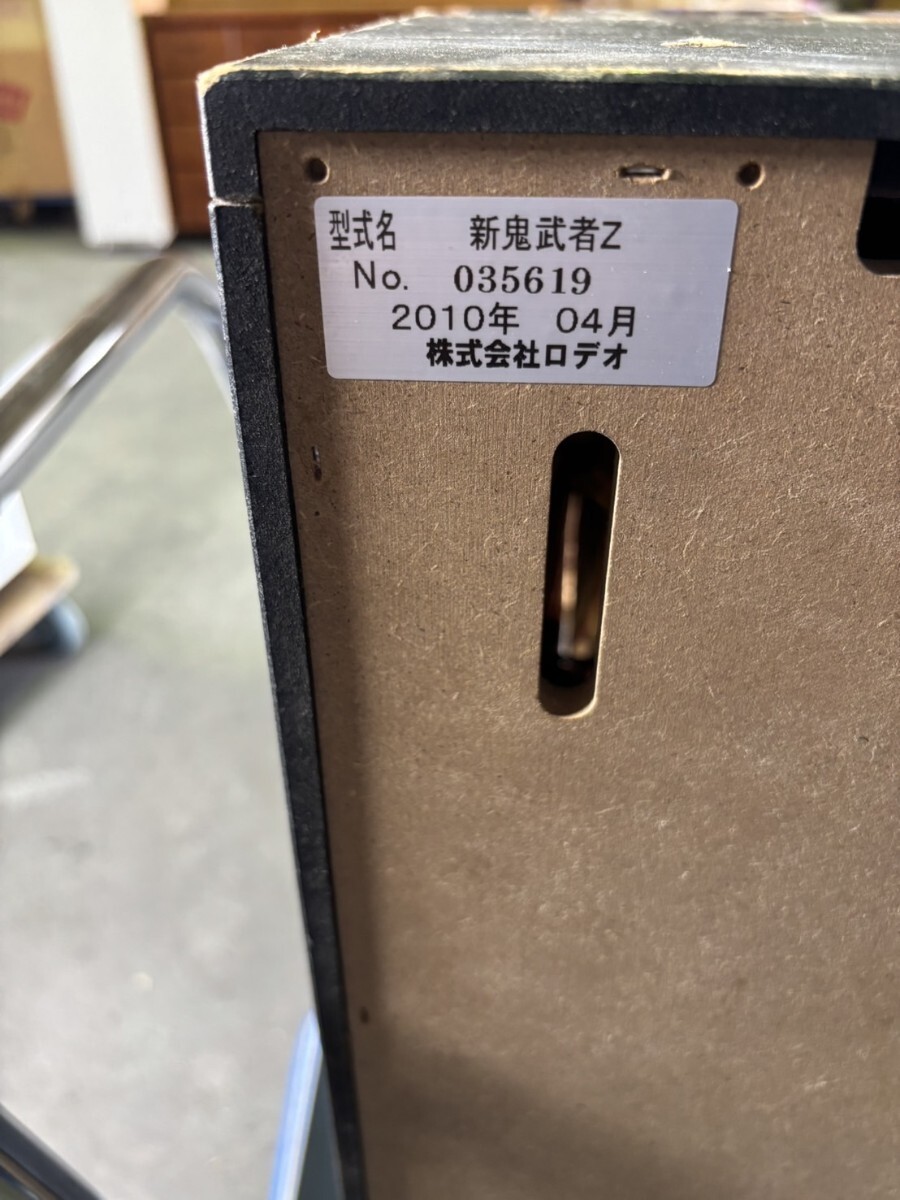 型式名　新鬼武者Z
No. 035619
2010年　04月
株式会社ロデオ